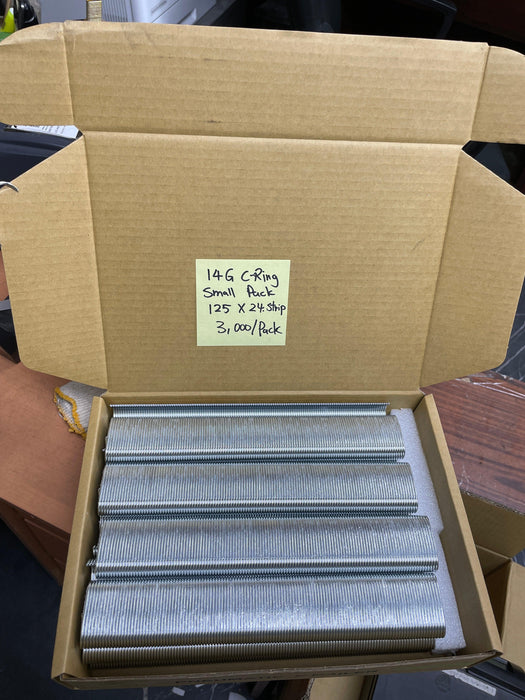 14G C-Ring
Small Pack
125 X 24.Strip
3,000/Pack